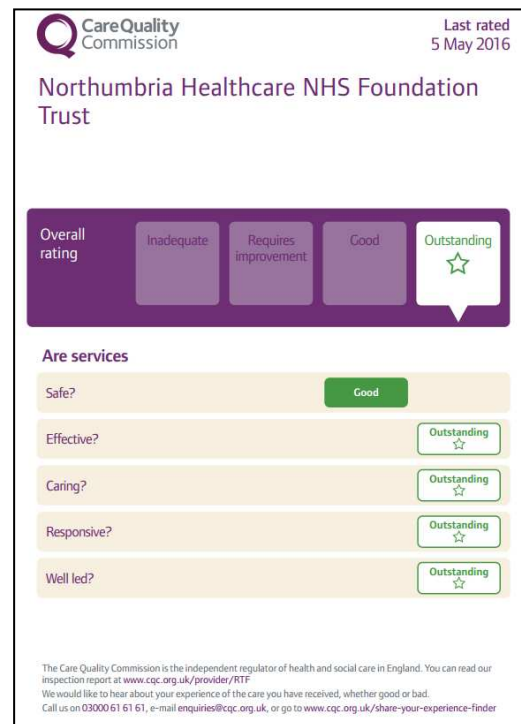 CareQuality
Commission
Last rated
5 May 2016
Northumbria Healthcare NHS Foundation
Trust
Overall
rating
Inadequate
Requires
improvement
Good
Outstanding
Are services
Safe?
Good
Effective?
Outstanding
Caring?
Outstanding
Responsive?
Outstanding
Well led?
Outstanding
The Care Quality Commission is the independent regulator of health and social care in England. You can read our
inspection report at www.cqc.org.uk/provider/RTF
We would like to hear about your experience of the care you have received, whether good or bad.
Call us on 03000 61 61 61, e-mail enquiries@cqc.org.uk, or go to www.cqc.org.uk/share-your-experience-finder